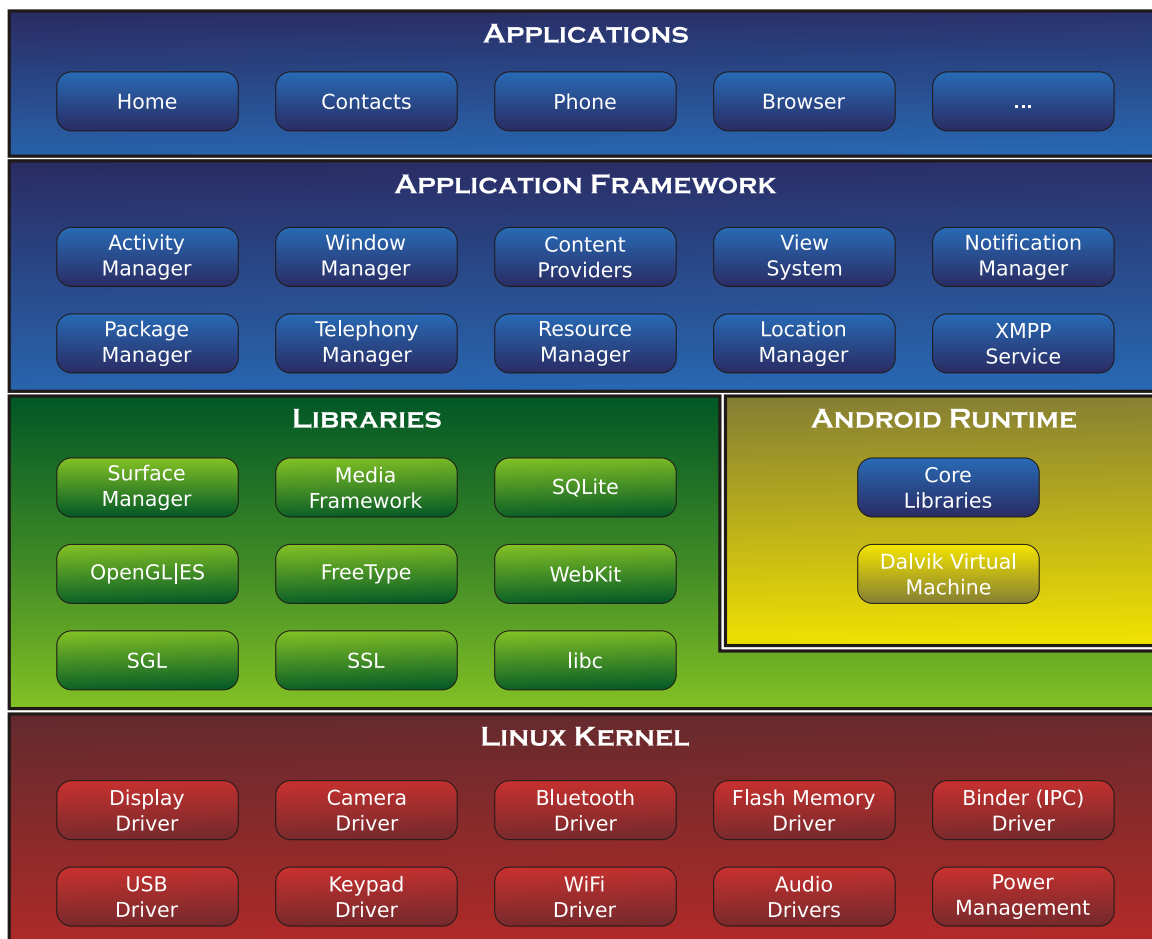 APPLICATIONS
Home
Contacts
Phone
Browser
...
APPLICATION FRAMEWORK
Activity
Manager
Window
Manager
Content
Providers
View
System
Notification
Manager
Package
Manager
Telephony
Manager
Resource
Manager
Location
Manager
XMPP
Service
LIBRARIES
Surface
Manager
Media
Framework
SQLite
OpenGL|ES
FreeType
WebKit
SGL
SSL
libc
ANDROID RUNTIME
Core
Libraries
Dalvik Virtual
Machine
LINUX KERNEL
Display
Driver
Camera
Driver
Bluetooth
Driver
Flash Memory
Driver
Binder (IPC)
Driver
USB
Driver
Keypad
Driver
WiFi
Driver
Audio
Drivers
Power
Management